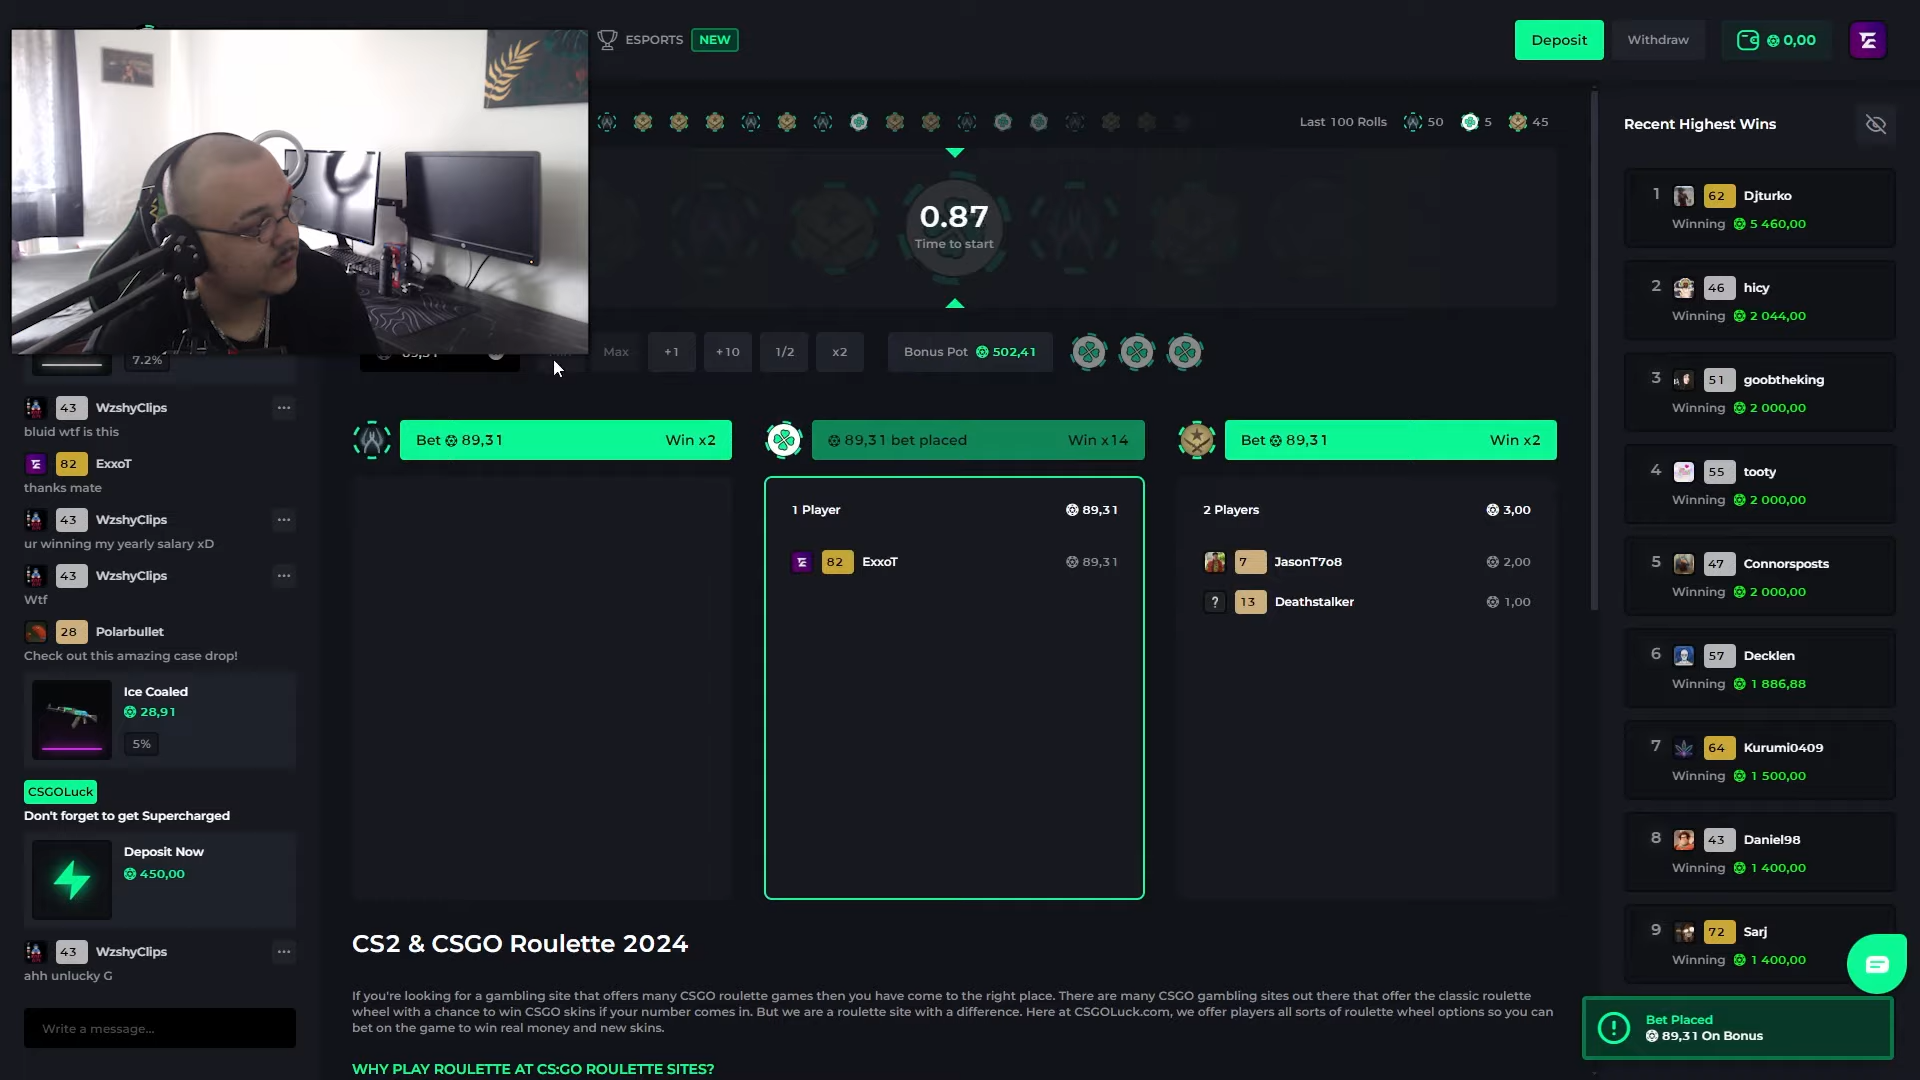 ESPORTS NEW
Deposit
Withdraw
0,00
Last 100 Rolls 50 5 45
0.87
Time to start
Max +1 +10 1/2 x2
Bonus Pot 502,41
Bet 89,31 Win x2
89,31 bet placed Win x14
Bet 89,31 Win x2
1 Player 89,31
82 ExxoT 89,31
2 Players 3,00
7 JasonT7o8 2,00
? 13 Deathstalker 1,00
7.2%
43 WzshyClips
bluid wtf is this
82 ExxoT
thanks mate
43 WzshyClips
ur winning my yearly salary xD
43 WzshyClips
Wtf
28 Polarbullet
Check out this amazing case drop!
Ice Coaled
28,91
5%
CSGOLuck
Don't forget to get Supercharged
Deposit Now
450,00
43 WzshyClips
ahh unlucky G
Write a message...
CS2 & CSGO Roulette 2024
If you're looking for a gambling site that offers many CSGO roulette games then you have come to the right place. There are many CSGO gambling sites out there that offer the classic roulette
wheel with a chance to win CSGO skins if your number comes in. But we are a roulette site with a difference. Here at CSGOLuck.com, we offer players all sorts of roulette wheel options so you can
bet on the game to win real money and new skins.
WHY PLAY ROULETTE AT CS:GO ROULETTE SITES?
Recent Highest Wins
1 62 Djturko
Winning 5 460,00
2 46 hicy
Winning 2 044,00
3 51 goobtheking
Winning 2 000,00
4 55 tooty
Winning 2 000,00
5 47 Connorsposts
Winning 2 000,00
6 57 Decklen
Winning 1 886,88
7 64 Kurumi0409
Winning 1 500,00
8 43 Daniel98
Winning 1 400,00
9 72 Sarj
Winning 1 400,00
Bet Placed
89,31 On Bonus